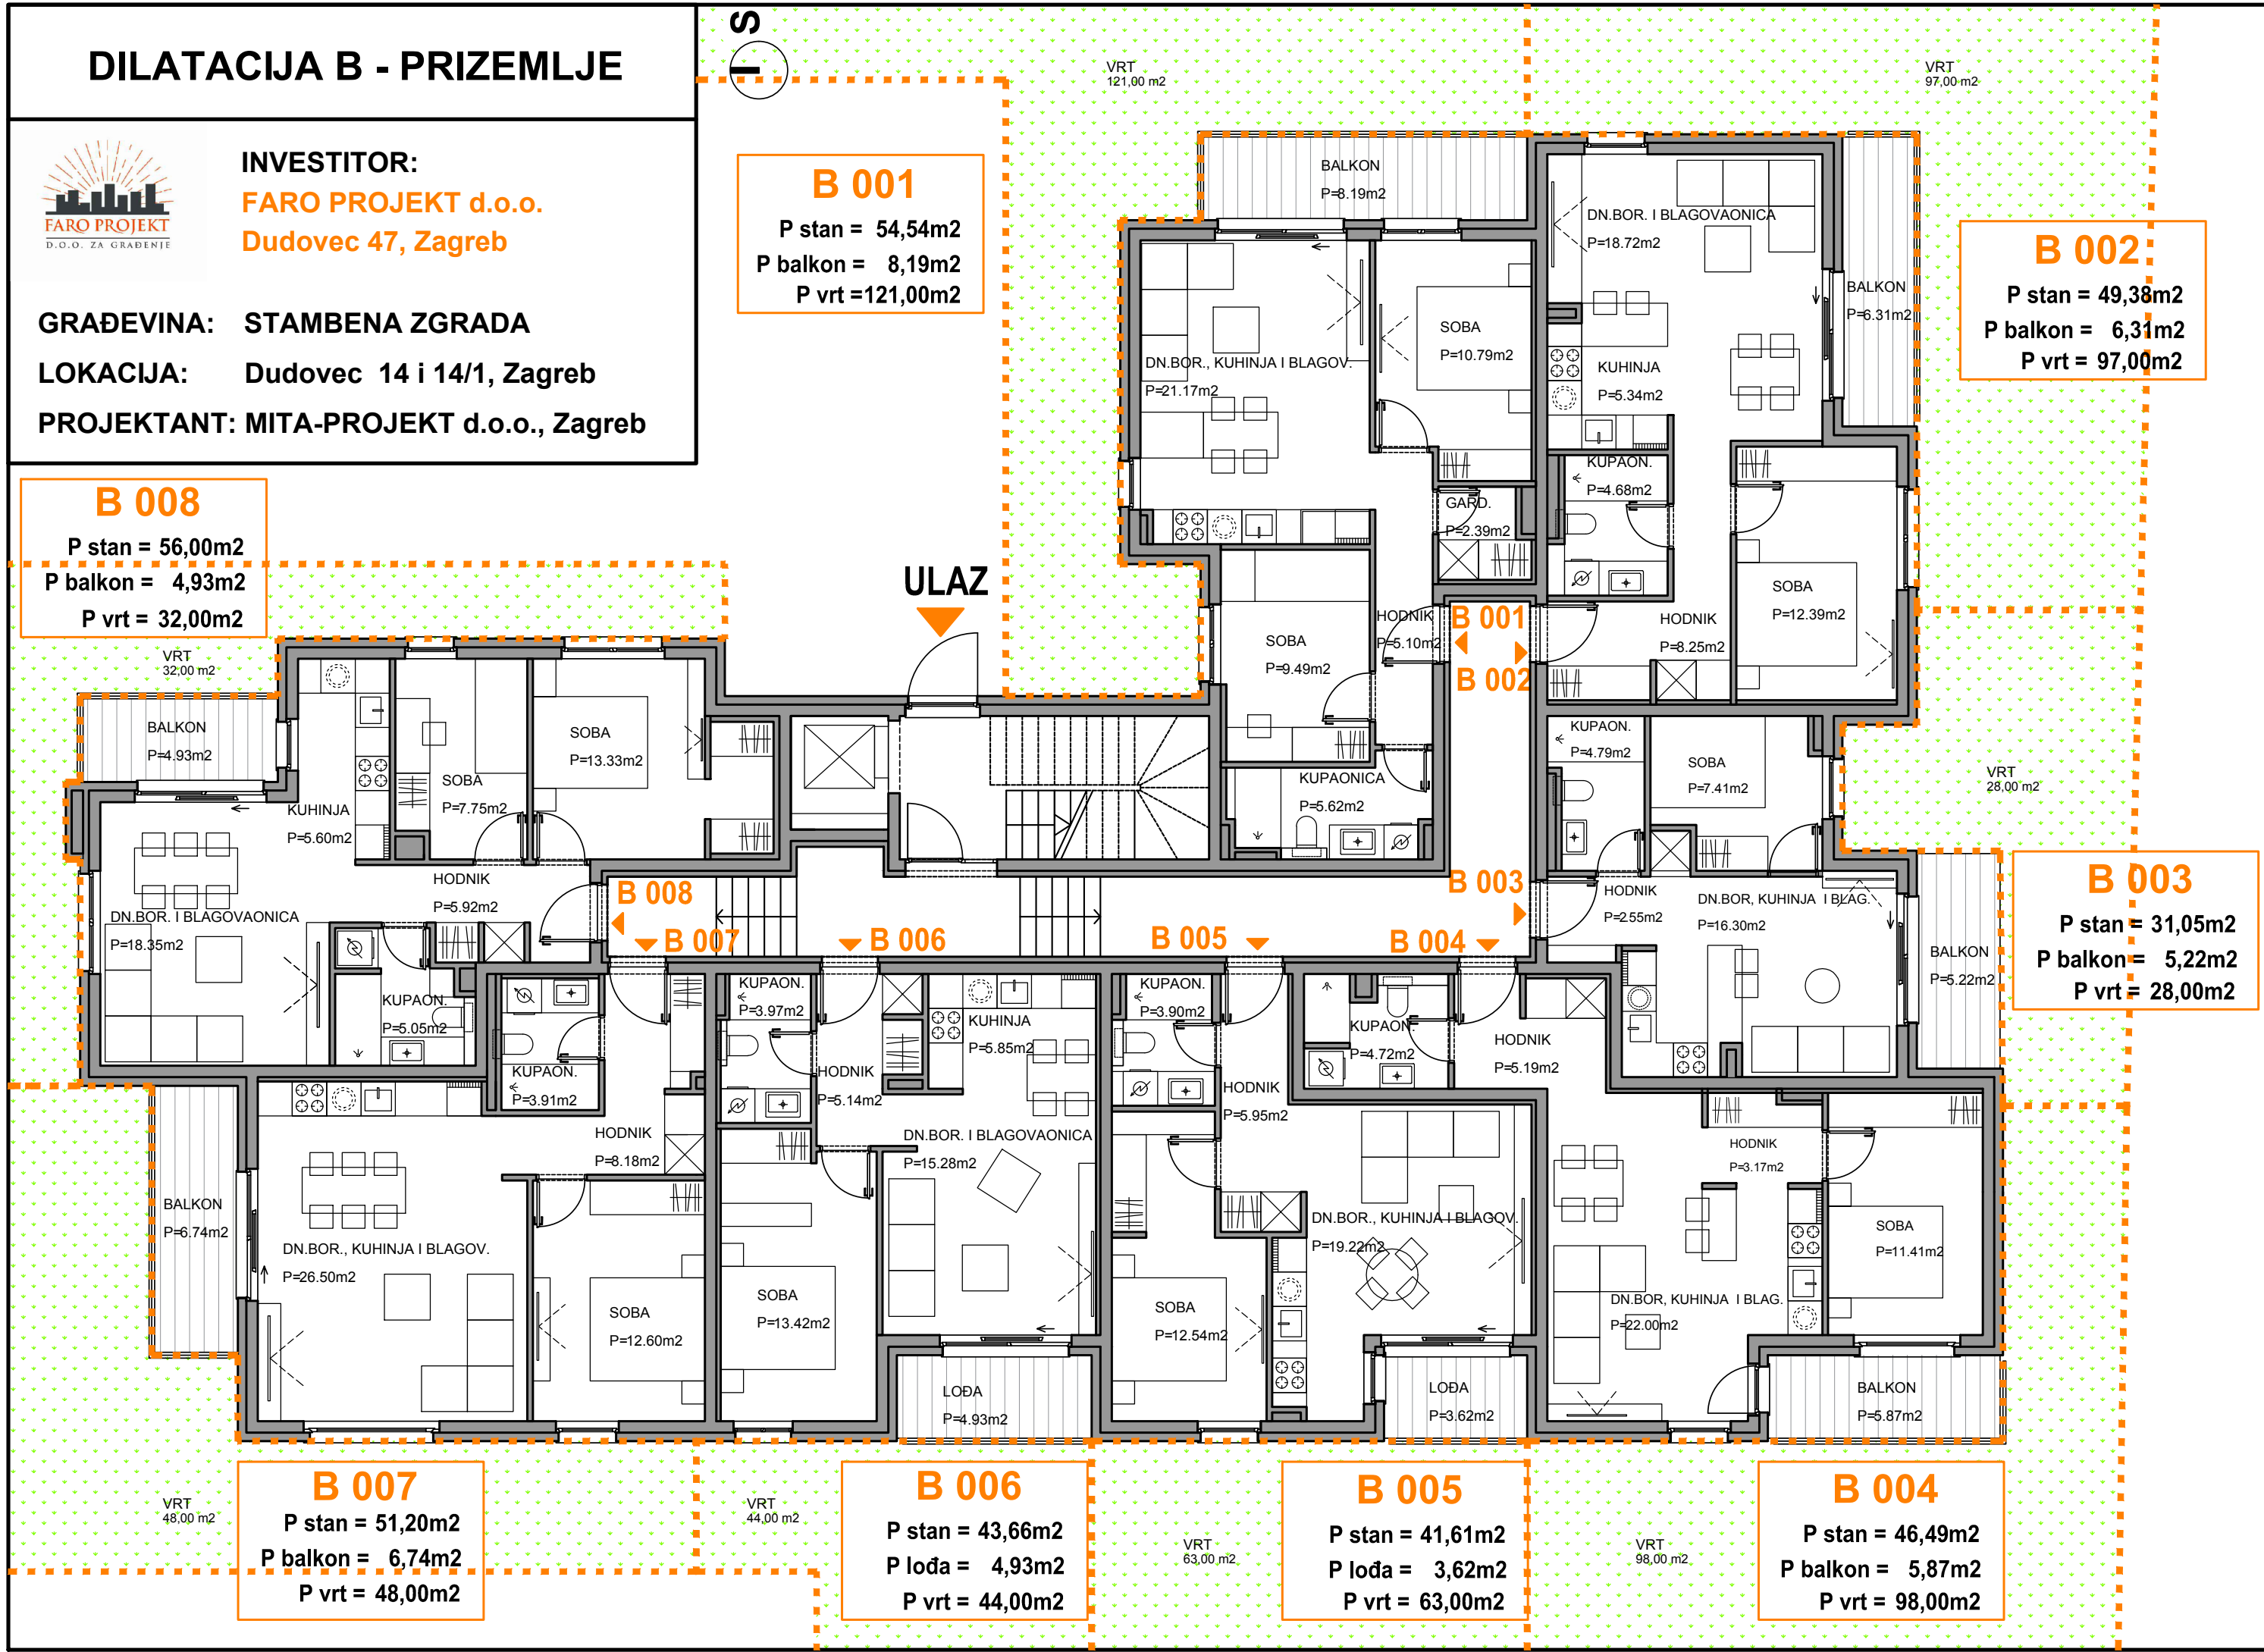 DILATACIJA B - PRIZEMLJE
FARO PROJEKT
D.O.O. ZA GRAĐENJE
INVESTITOR:
FARO PROJEKT d.o.o.
Dudovec 47, Zagreb
GRAĐEVINA: STAMBENA ZGRADA
LOKACIJA: Dudovec 14 i 14/1, Zagreb
PROJEKTANT: MITA-PROJEKT d.o.o., Zagreb
S
I
B 001
P stan = 54,54m2
P balkon = 8,19m2
P vrt =121,00m2
VRT
121,00 m2
VRT
97,00 m2
BALKON
P=8.19m2
DN.BOR., KUHINJA I BLAGOV.
P=21.17m2
SOBA
P=10.79m2
GARD.
P=2.39m2
HODNIK
P=5.10m2
SOBA
P=9.49m2
KUPAONICA
P=5.62m2
DN.BOR. I BLAGOVAONICA
P=18.72m2
BALKON
P=6.31m2
KUHINJA
P=5.34m2
KUPAON.
P=4.68m2
SOBA
P=12.39m2
HODNIK
P=8.25m2
B 002
P stan = 49,38m2
P balkon = 6,31m2
P vrt = 97,00m2
B 008
P stan = 56,00m2
P balkon = 4,93m2
P vrt = 32,00m2
ULAZ
B 001
B 002
VRT
32,00 m2
BALKON
P=4.93m2
KUHINJA
P=5.60m2
SOBA
P=7.75m2
SOBA
P=13.33m2
HODNIK
P=5.92m2
DN.BOR. I BLAGOVAONICA
P=18.35m2
KUPAON.
P=5.05m2
KUPAON.
P=4.79m2
SOBA
P=7.41m2
VRT
28,00 m2
HODNIK
P=2.55m2
DN.BOR, KUHINJA I BLAG.
P=16.30m2
BALKON
P=5.22m2
B 003
P stan = 31,05m2
P balkon = 5,22m2
P vrt = 28,00m2
B 008
B 007
B 006
B 005
B 004
B 003
KUPAON.
P=3.91m2
HODNIK
P=8.18m2
BALKON
P=6.74m2
DN.BOR., KUHINJA I BLAGOV.
P=26.50m2
SOBA
P=12.60m2
KUPAON.
P=3.97m2
KUHINJA
P=5.85m2
HODNIK
P=5.14m2
DN.BOR. I BLAGOVAONICA
P=15.28m2
SOBA
P=13.42m2
LOĐA
P=4.93m2
KUPAON.
P=3.90m2
HODNIK
P=5.95m2
DN.BOR., KUHINJA I BLAGOV.
P=19.22m2
SOBA
P=12.54m2
LOĐA
P=3.62m2
KUPAON.
P=4.72m2
HODNIK
P=5.19m2
HODNIK
P=3.17m2
SOBA
P=11.41m2
DN.BOR, KUHINJA I BLAG.
P=22.00m2
BALKON
P=5.87m2
VRT
48,00 m2
B 007
P stan = 51,20m2
P balkon = 6,74m2
P vrt = 48,00m2
VRT
44,00 m2
B 006
P stan = 43,66m2
P lođa = 4,93m2
P vrt = 44,00m2
VRT
63,00 m2
B 005
P stan = 41,61m2
P lođa = 3,62m2
P vrt = 63,00m2
VRT
98,00 m2
B 004
P stan = 46,49m2
P balkon = 5,87m2
P vrt = 98,00m2